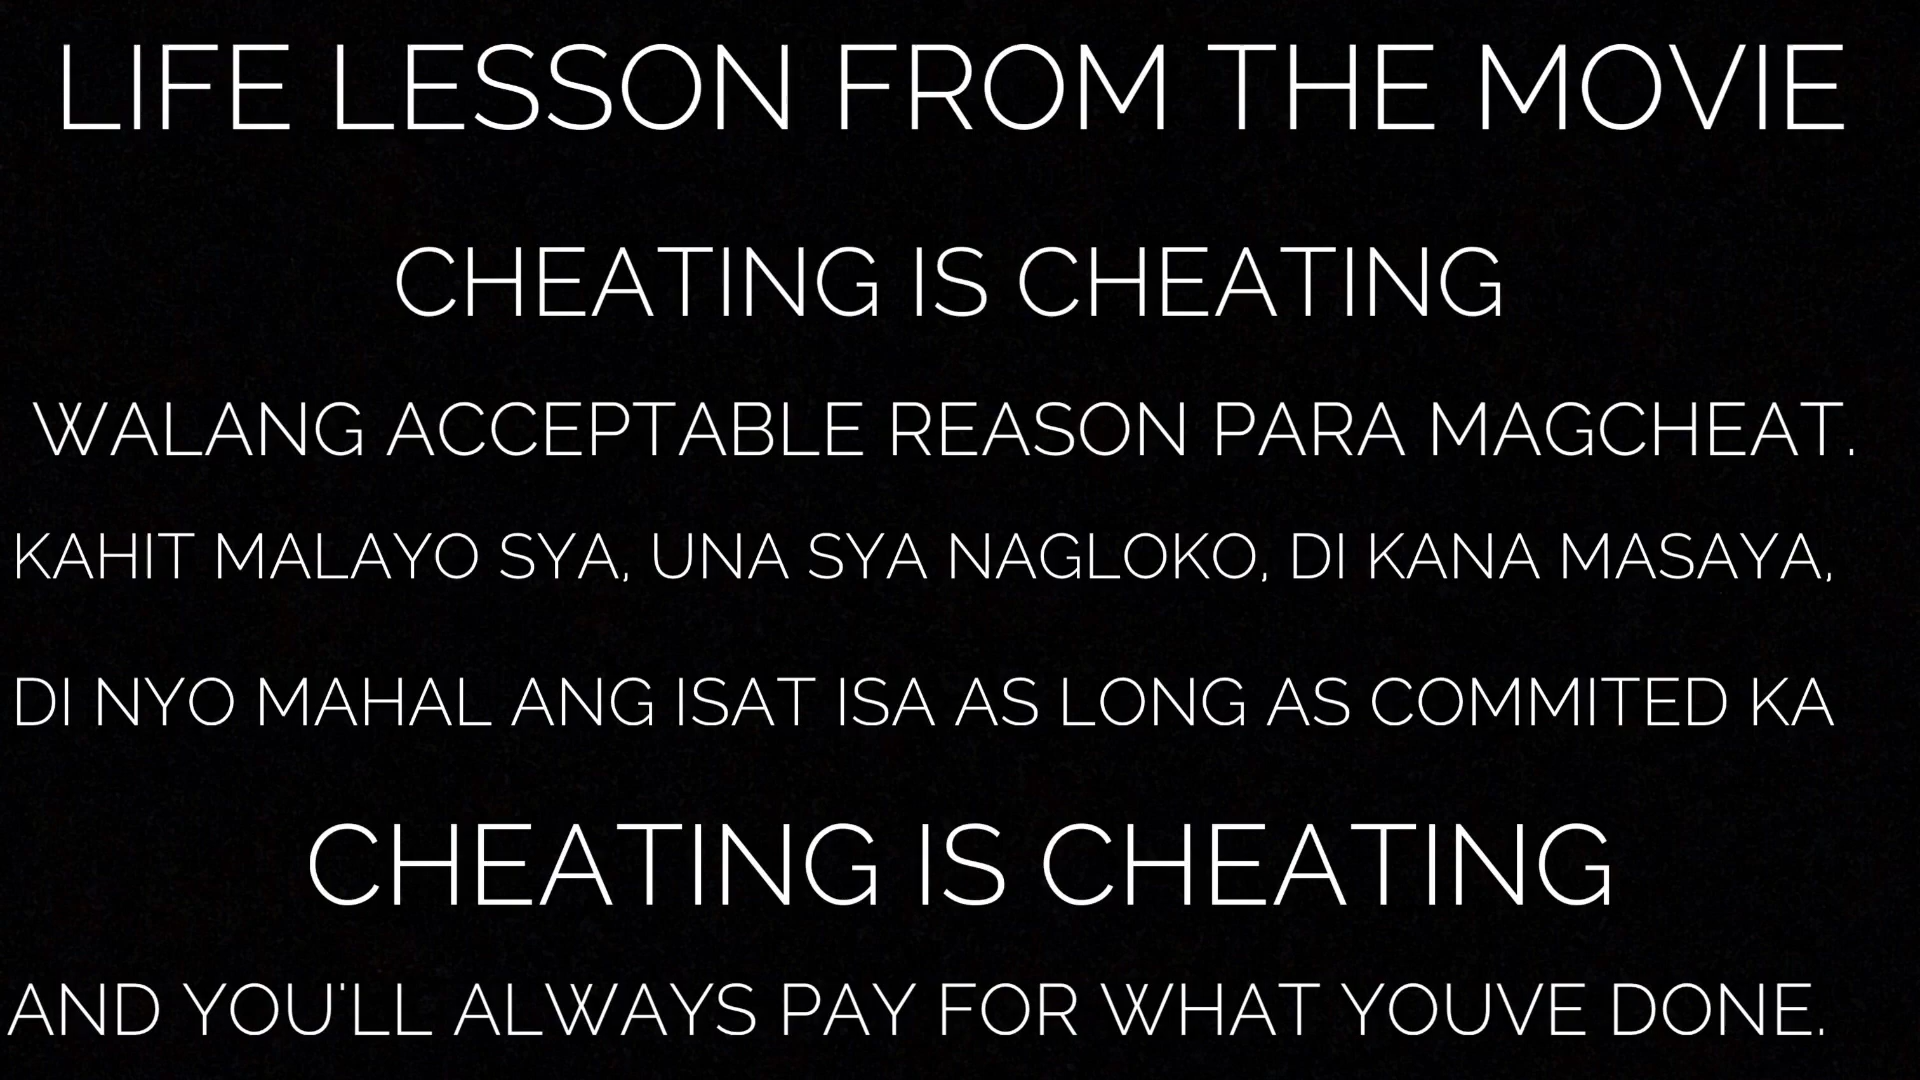 LIFE LESSON FROM THE MOVIE
CHEATING IS CHEATING
WALANG ACCEPTABLE REASON PARA MAGCHEAT.
KAHIT MALAYO SYA, UNA SYA NAGLOKO, DI KANA MASAYA,
DI NYO MAHAL ANG ISAT ISA AS LONG AS COMMITED KA
CHEATING IS CHEATING
AND YOU'LL ALWAYS PAY FOR WHAT YOUVE DONE.